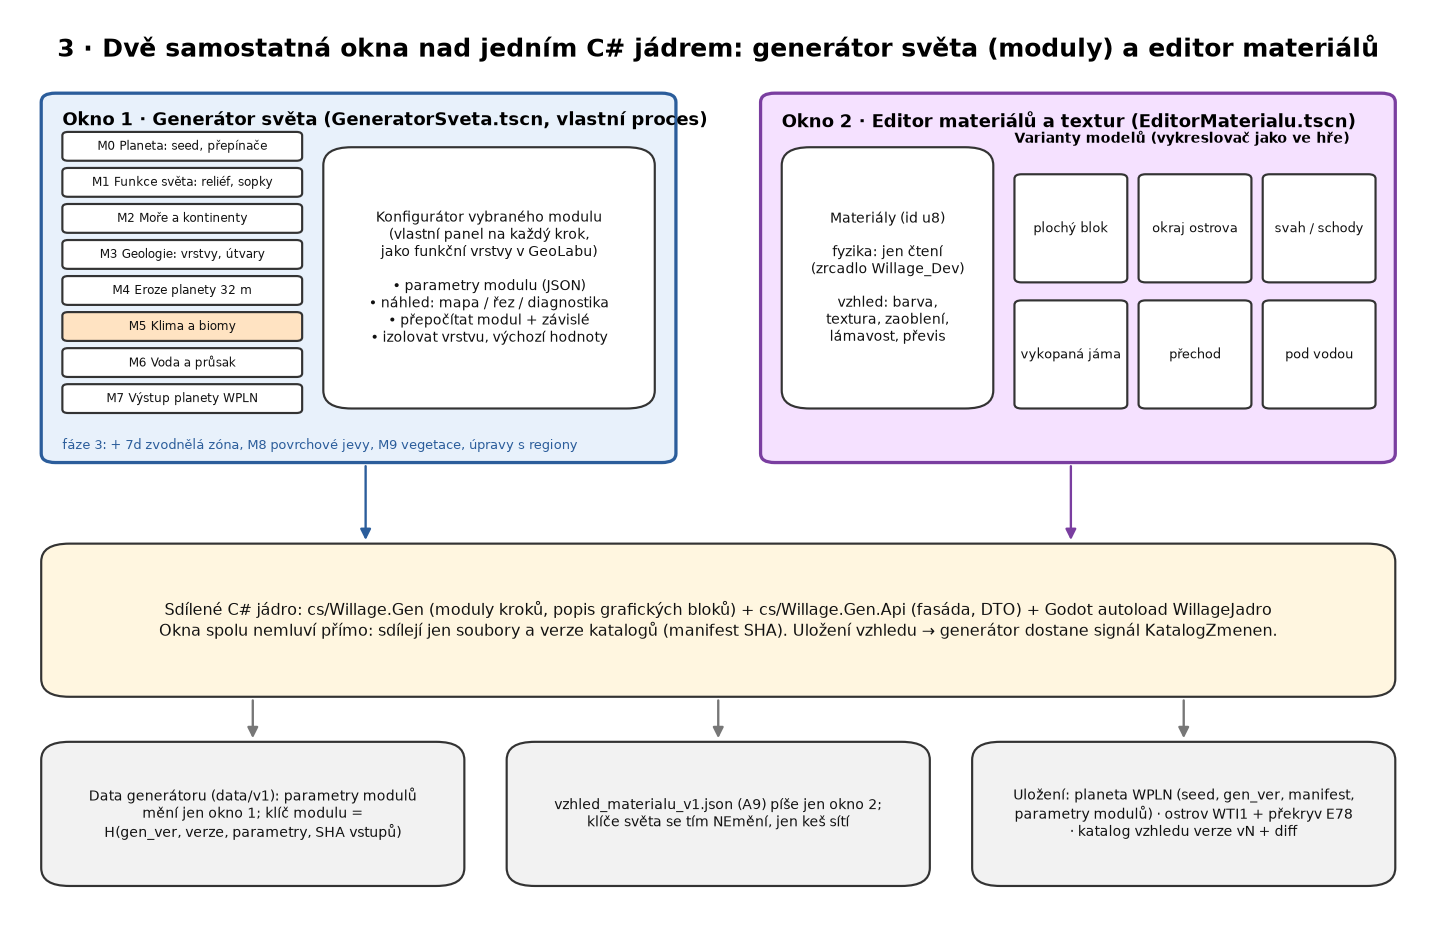 3 · Dvě samostatná okna nad jedním C# jádrem: generátor světa (moduly) a editor materiálů
Okno 1 · Generátor světa (GeneratorSveta.tscn, vlastní proces)
M0 Planeta: seed, přepínače
M1 Funkce světa: reliéf, sopky
M2 Moře a kontinenty
M3 Geologie: vrstvy, útvary
M4 Eroze planety 32 m
M5 Klima a biomy
M6 Voda a průsak
M7 Výstup planety WPLN
Konfigurátor vybraného modulu
(vlastní panel na každý krok,
jako funkční vrstvy v GeoLabu)
• parametry modulu (JSON)
• náhled: mapa / řez / diagnostika
• přepočítat modul + závislé
• izolovat vrstvu, výchozí hodnoty
fáze 3: + 7d zvodnělá zóna, M8 povrchové jevy, M9 vegetace, úpravy s regiony
Okno 2 · Editor materiálů a textur (EditorMaterialu.tscn)
Varianty modelů (vykreslovač jako ve hře)
Materiály (id u8)
fyzika: jen čtení
(zrcadlo Willage_Dev)
vzhled: barva,
textura, zaoblení,
lámavost, převis
plochý blok
okraj ostrova
svah / schody
vykopaná jáma
přechod
pod vodou
Sdílené C# jádro: cs/Willage.Gen (moduly kroků, popis grafických bloků) + cs/Willage.Gen.Api (fasáda, DTO) + Godot autoload WillageJadro
Okna spolu nemluví přímo: sdílejí jen soubory a verze katalogů (manifest SHA). Uložení vzhledu → generátor dostane signál KatalogZmenen.
Data generátoru (data/v1): parametry modulů
mění jen okno 1; klíč modulu =
H(gen_ver, verze, parametry, SHA vstupů)
vzhled_materialu_v1.json (A9) píše jen okno 2;
klíče světa se tím NEmění, jen keš sítí
Uložení: planeta WPLN (seed, gen_ver, manifest,
parametry modulů) · ostrov WTI1 + překryv E78
· katalog vzhledu verze vN + diff